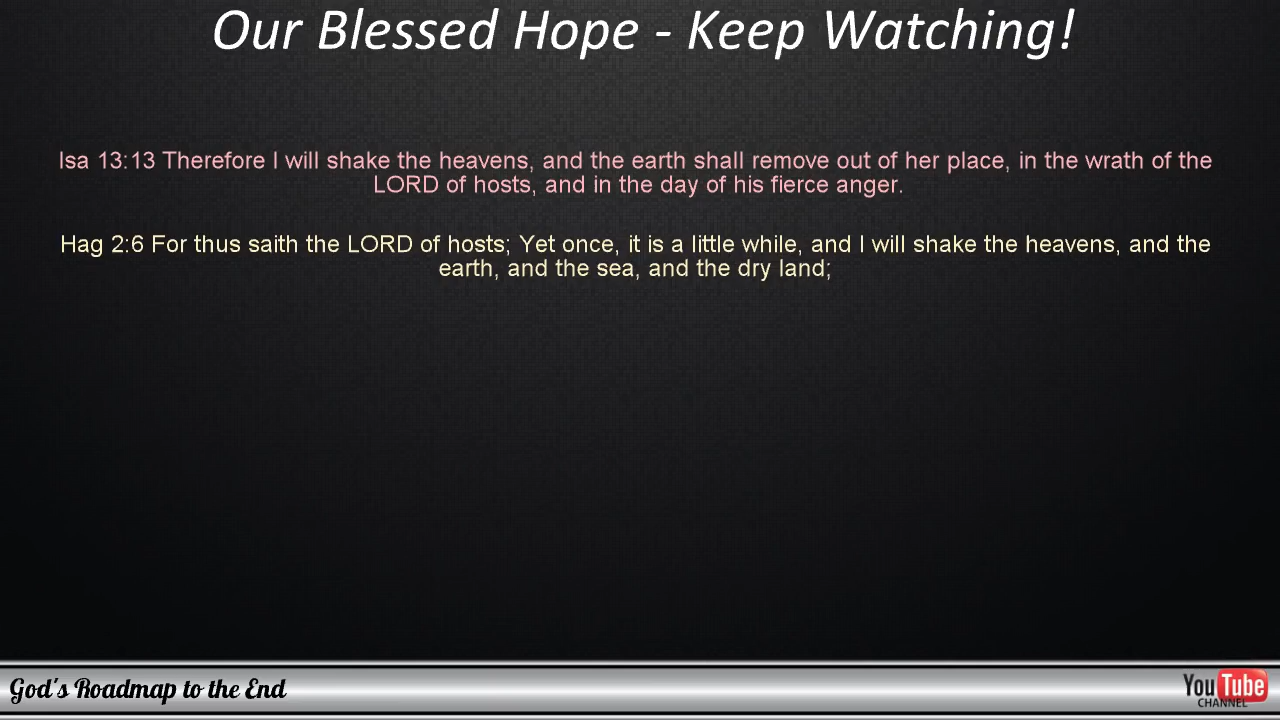 Our Blessed Hope - Keep Watching!
Isa 13:13 Therefore I will shake the heavens, and the earth shall remove out of her place, in the wrath of the
LORD of hosts, and in the day of his fierce anger.
Hag 2:6 For thus saith the LORD of hosts; Yet once, it is a little while, and I will shake the heavens, and the
earth, and the sea, and the dry land;
God's Roadmap to the End
YouTube
CHANNEL